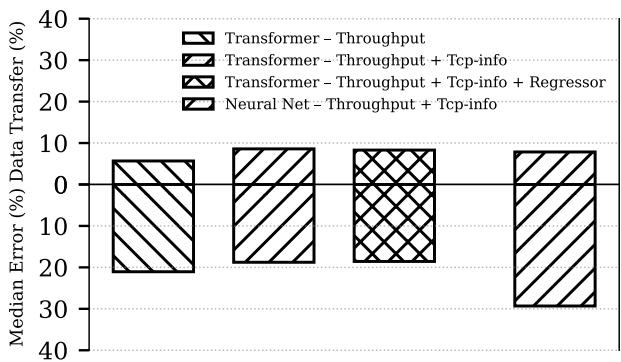 40
30
20
10
0
10
20
30
40
Median Error (%) Data Transfer (%)
Transformer – Throughput
Transformer – Throughput + Tcp-info
Transformer – Throughput + Tcp-info + Regressor
Neural Net – Throughput + Tcp-info